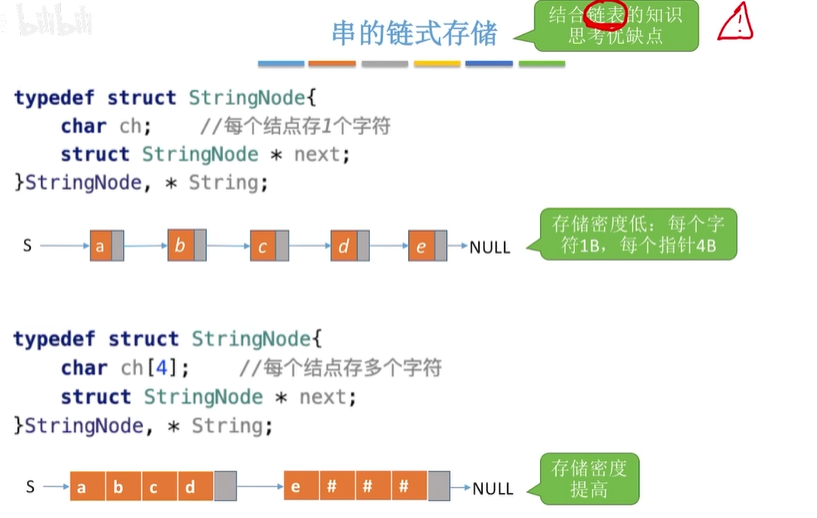 bilibili
串的链式存储
结合链表的知识
思考优缺点
typedef struct StringNode{
char ch; //每个结点存1个字符
struct StringNode * next;
}StringNode, * String;
S a b c d e NULL
存储密度低：每个字
符1B，每个指针4B
typedef struct StringNode{
char ch[4]; //每个结点存多个字符
struct StringNode * next;
}StringNode, * String;
S a b c d e # # # NULL
存储密度
提高